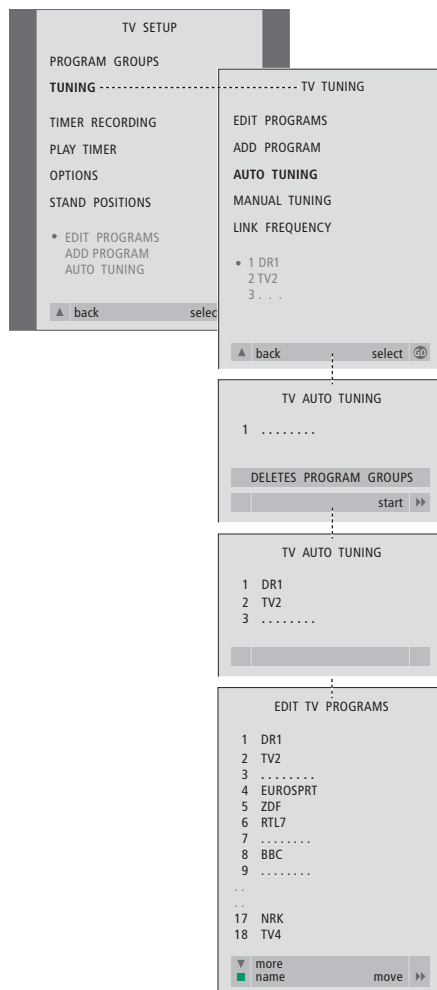 TV SETUP
PROGRAM GROUPS
TUNING
TIMER RECORDING
PLAY TIMER
OPTIONS
STAND POSITIONS
• EDIT PROGRAMS
ADD PROGRAM
AUTO TUNING
▲ back selec
TV TUNING
EDIT PROGRAMS
ADD PROGRAM
AUTO TUNING
MANUAL TUNING
LINK FREQUENCY
• 1 DR1
2 TV2
3 . . .
▲ back select GO
TV AUTO TUNING
1 ........
DELETES PROGRAM GROUPS
start ▶▶
TV AUTO TUNING
1 DR1
2 TV2
3 ........
EDIT TV PROGRAMS
1 DR1
2 TV2
3 ........
4 EUROSPRT
5 ZDF
6 RTL7
7 ........
8 BBC
9 ........
. .
. .
17 NRK
18 TV4
▼ more
■ name move ▶▶